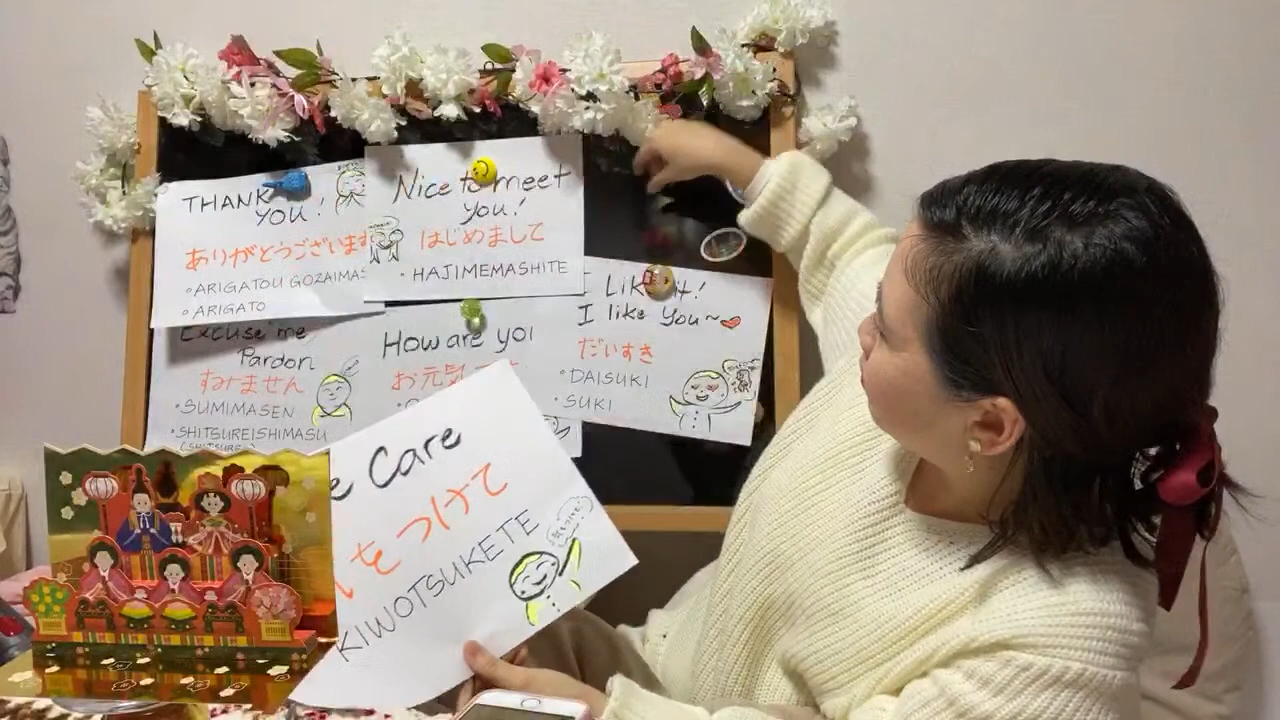 THANK
YOU!
ありがとうございます
・ARIGATOU GOZAIMAS
・ARIGATO
Nice to meet
you!
はじめまして
・HAJIMEMASHITE
Excuse me
Pardon
すみません
・SUMIMASEN
・SHITSUREISHIMASU
How are you
お元気
I Like it!
I like You~
だいすき
・DAISUKI
・SUKI
e Care
をつけて
KIWOTSUKETE